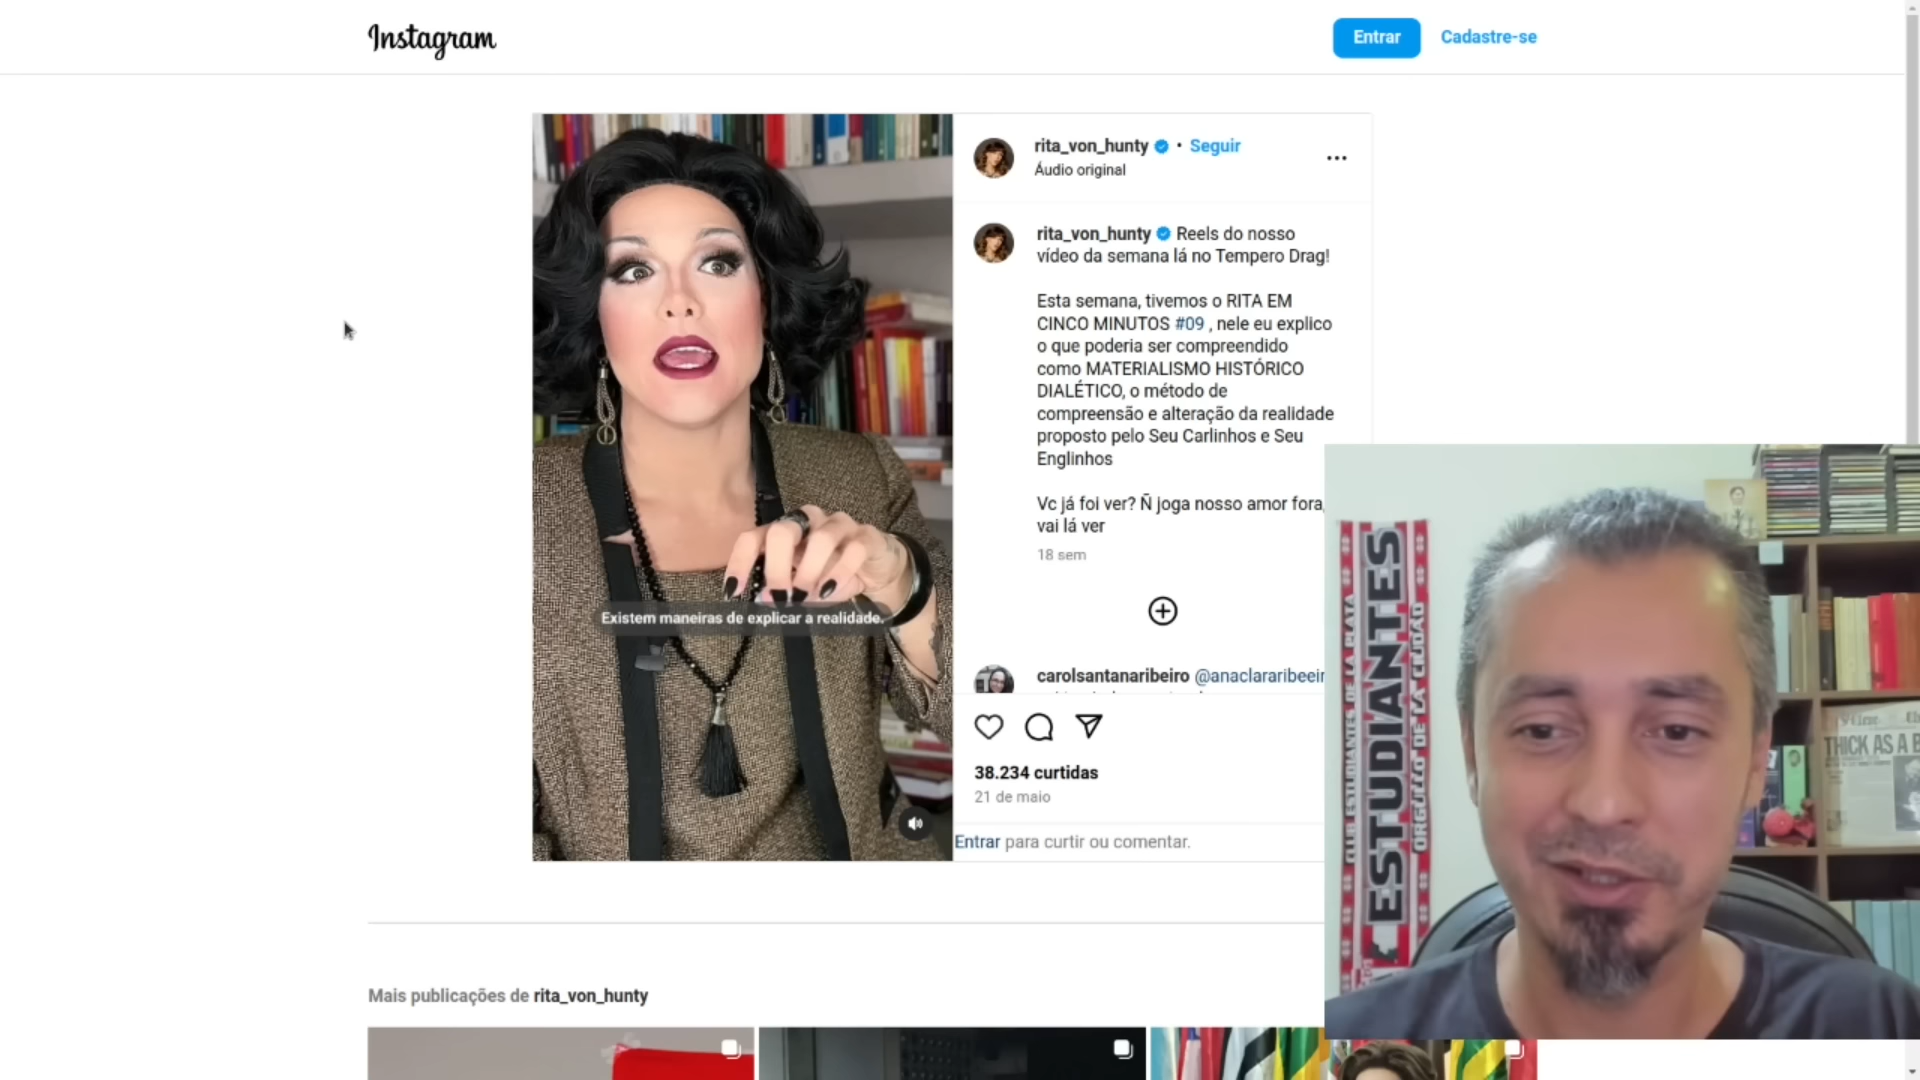 Instagram
Entrar
Cadastre-se
rita_von_hunty • Seguir
Áudio original
rita_von_hunty Reels do nosso
vídeo da semana lá no Tempero Drag!
Esta semana, tivemos o RITA EM
CINCO MINUTOS #09 , nele eu explico
o que poderia ser compreendido
como MATERIALISMO HISTÓRICO
DIALÉTICO, o método de
compreensão e alteração da realidade
proposto pelo Seu Carlinhos e Seu
Englinhos
Vc já foi ver? Ñ joga nosso amor fora,
vai lá ver
18 sem
carolsantanaribeiro @anaclararibeeir
38.234 curtidas
21 de maio
Entrar para curtir ou comentar.
Existem maneiras de explicar a realidade.
Mais publicações de rita_von_hunty
CLUB ESTUDIANTES DE LA PLATA
ESTUDIANTES
ORGULLO DE LA CIUDAD
THICK AS A B